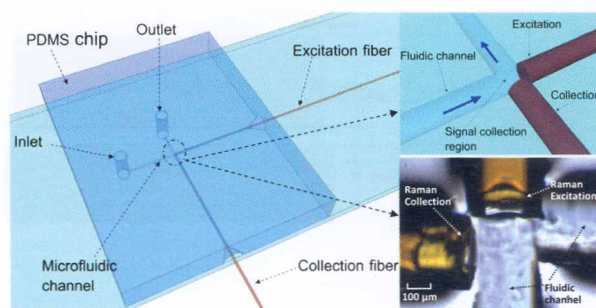 PDMS chip
Outlet
Excitation fiber
Inlet
Microfluidic
channel
Collection fiber
Excitation
Fluidic channel
Collection
Signal collection
region
Raman
Collection
Raman
Excitation
Fluidic
channel
100 µm